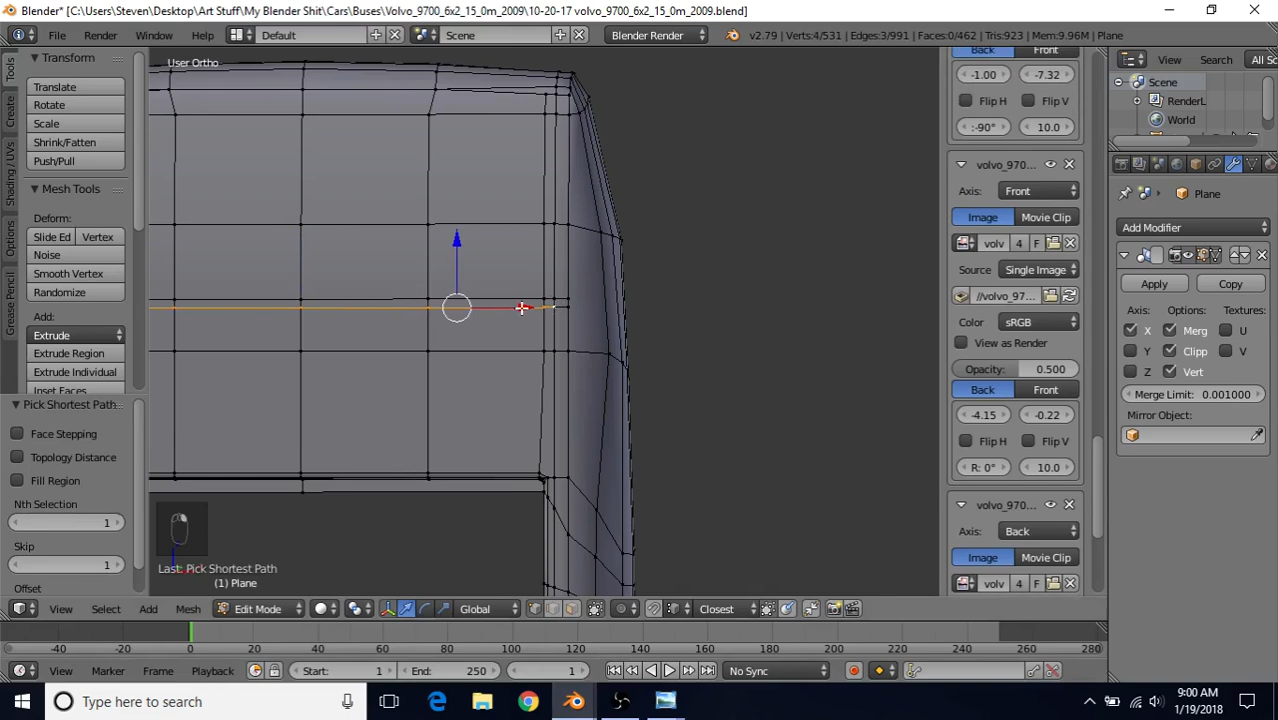 Blender* [C:\Users\Steven\Desktop\Art Stuff\My Blender Shit\Cars\Buses\Volvo_9700_6x2_15_0m_2009\10-20-17 volvo_9700_6x2_15_0m_2009.blend]
File Render Window Help Default Scene Blender Render v2.79 | Verts:4/531 | Edges:3/991 | Faces:0/462 | Tris:923 | Mem:9.96M | Plane
Tools
Create
Shading / UVs
Options
Grease Pencil
Transform
Translate
Rotate
Scale
Shrink/Fatten
Push/Pull
Mesh Tools
Deform:
Slide Ed Vertex
Noise
Smooth Vertex
Randomize
Add:
Extrude
Extrude Region
Extrude Individual
Inset Faces
Pick Shortest Path
Face Stepping
Topology Distance
Fill Region
Nth Selection
1
Skip
1
Offset
User Ortho
Last: Pick Shortest Path
(1) Plane
Back Front
-1.00 -7.32
Flip H Flip V
:-90° 10.0
volvo_970...
Axis: Front
Image Movie Clip
volv 4 F
Source Single Image
//volvo_97...
Color sRGB
View as Render
Opacity: 0.500
Back Front
-4.15 -0.22
Flip H Flip V
R: 0° 10.0
volvo_970...
Axis: Back
Image Movie Clip
volv 4 F
View Search All Sc
Scene
RenderL
World
Plane
Add Modifier
Apply Copy
Axis: Options: Textures:
X Merg U
Y Clipp V
Z Vert
Merge Limit: 0.001000
Mirror Object:
View Select Add Mesh Edit Mode Global Closest
-40 -20 0 20 40 60 80 100 120 140 160 180 200 220 240 260 280
View Marker Frame Playback Start: 1 End: 250 1 No Sync
Type here to search
9:00 AM
1/19/2018